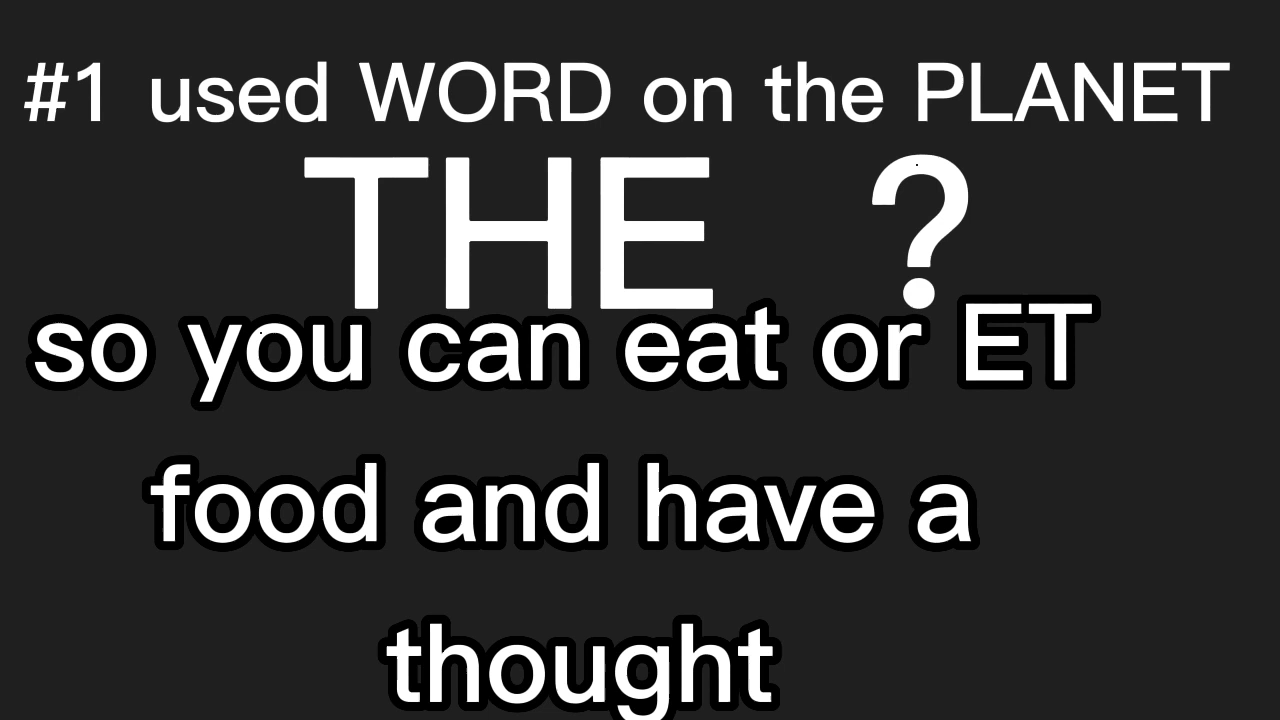 #1 used WORD on the PLANET
THE ?
so you can eat or ET
food and have a
thought